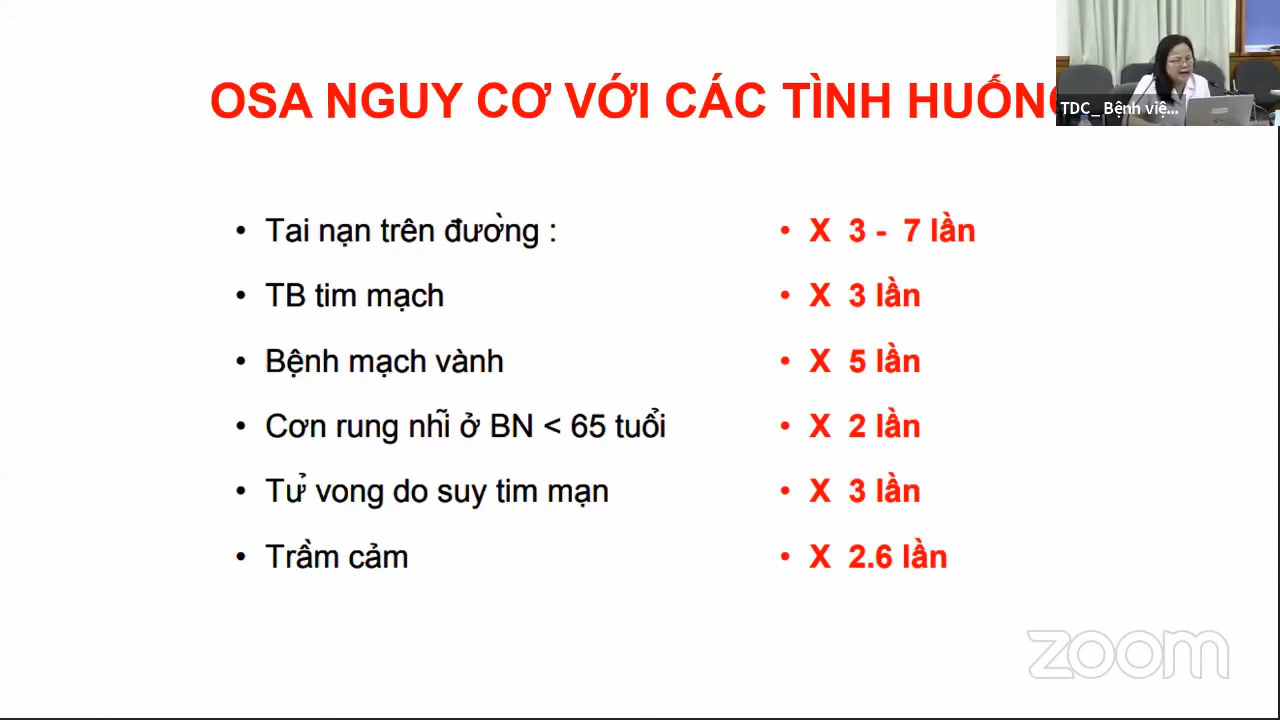 OSA NGUY CƠ VỚI CÁC TÌNH HUỐNG
TDC_ Bệnh việ...
• Tai nạn trên đường : • X 3 - 7 lần
• TB tim mạch • X 3 lần
• Bệnh mạch vành • X 5 lần
• Cơn rung nhĩ ở BN < 65 tuổi • X 2 lần
• Tử vong do suy tim mạn • X 3 lần
• Trầm cảm • X 2.6 lần
zoom